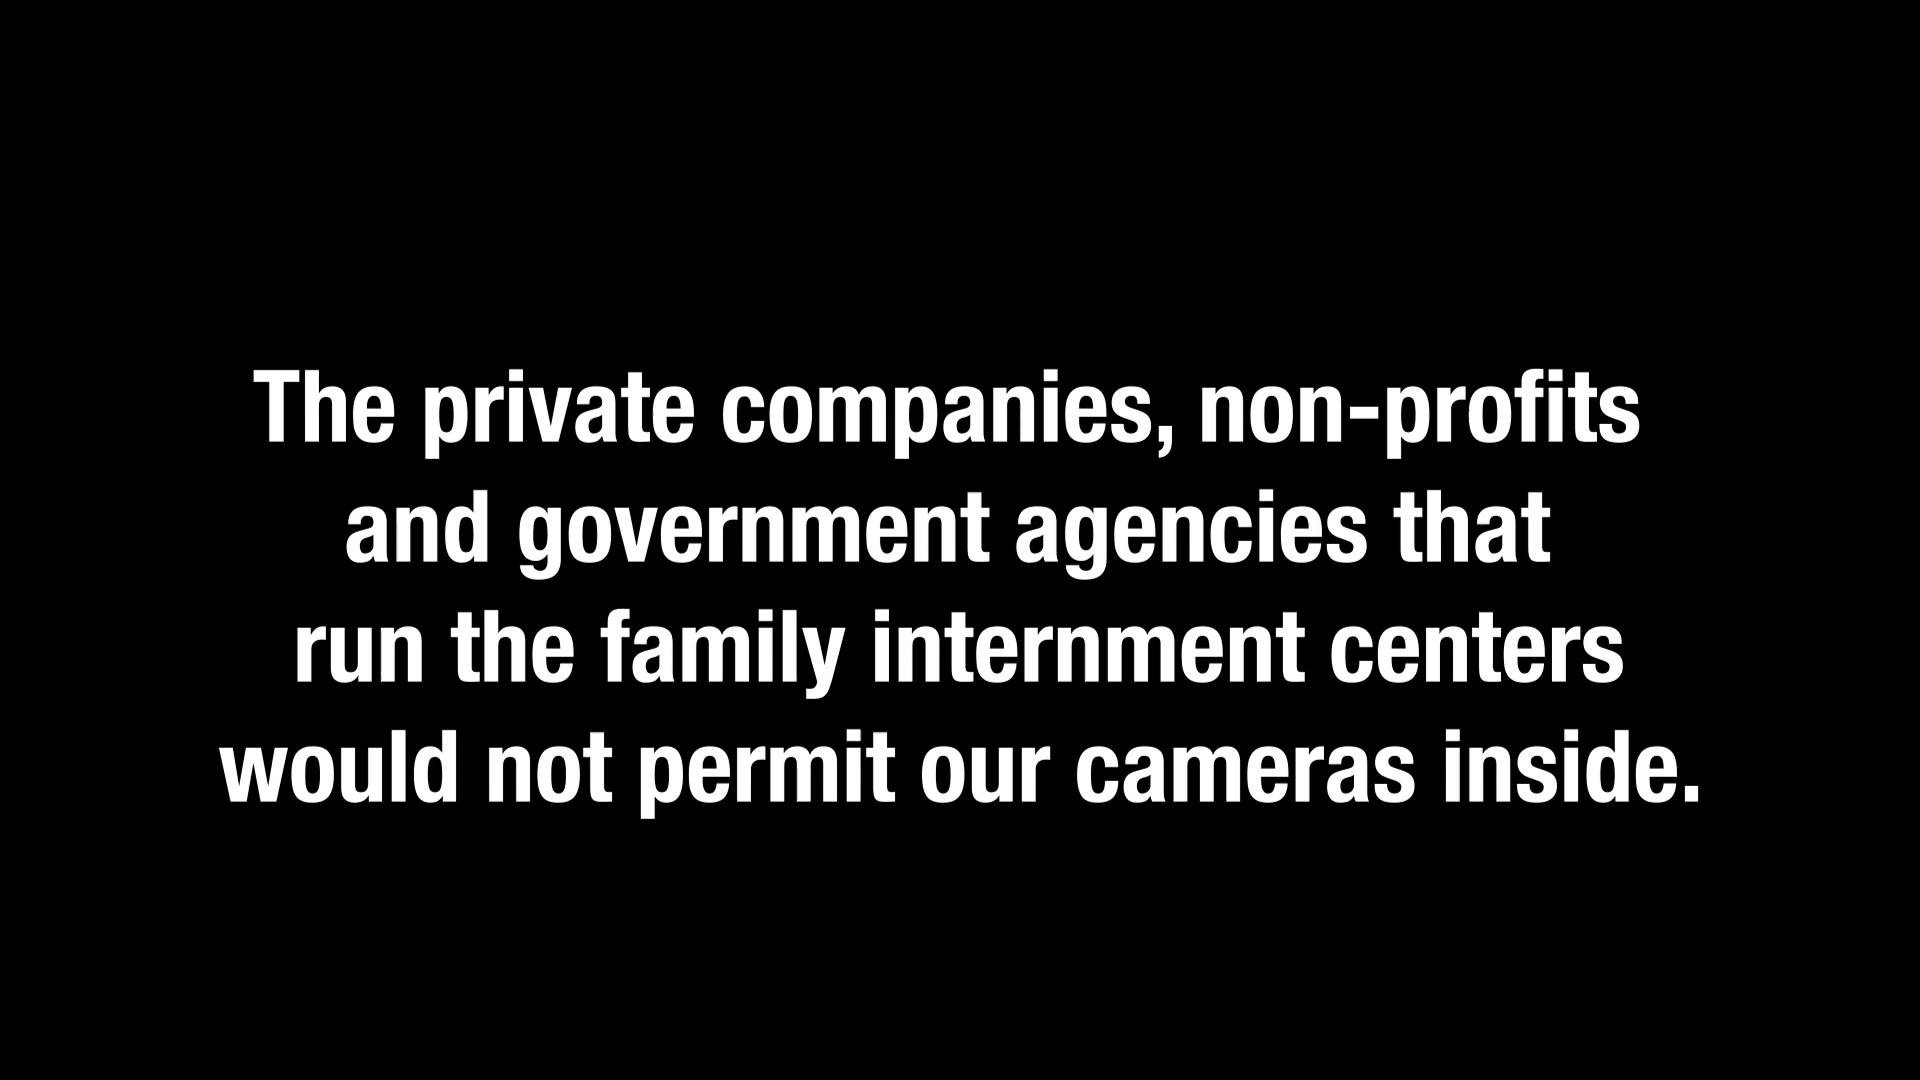 The private companies, non-profits
and government agencies that
run the family internment centers
would not permit our cameras inside.